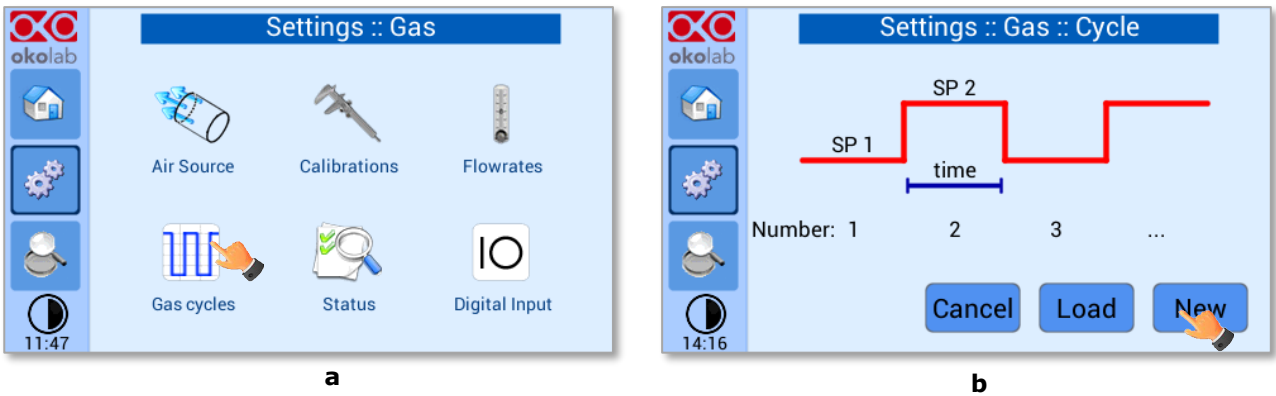 Settings :: Gas
okolab
Air Source
Calibrations
Flowrates
IO
Gas cycles
Status
Digital Input
11:47
a
Settings :: Gas :: Cycle
okolab
SP 2
SP 1
time
Number: 1 2 3 ...
Cancel
Load
New
14:16
b